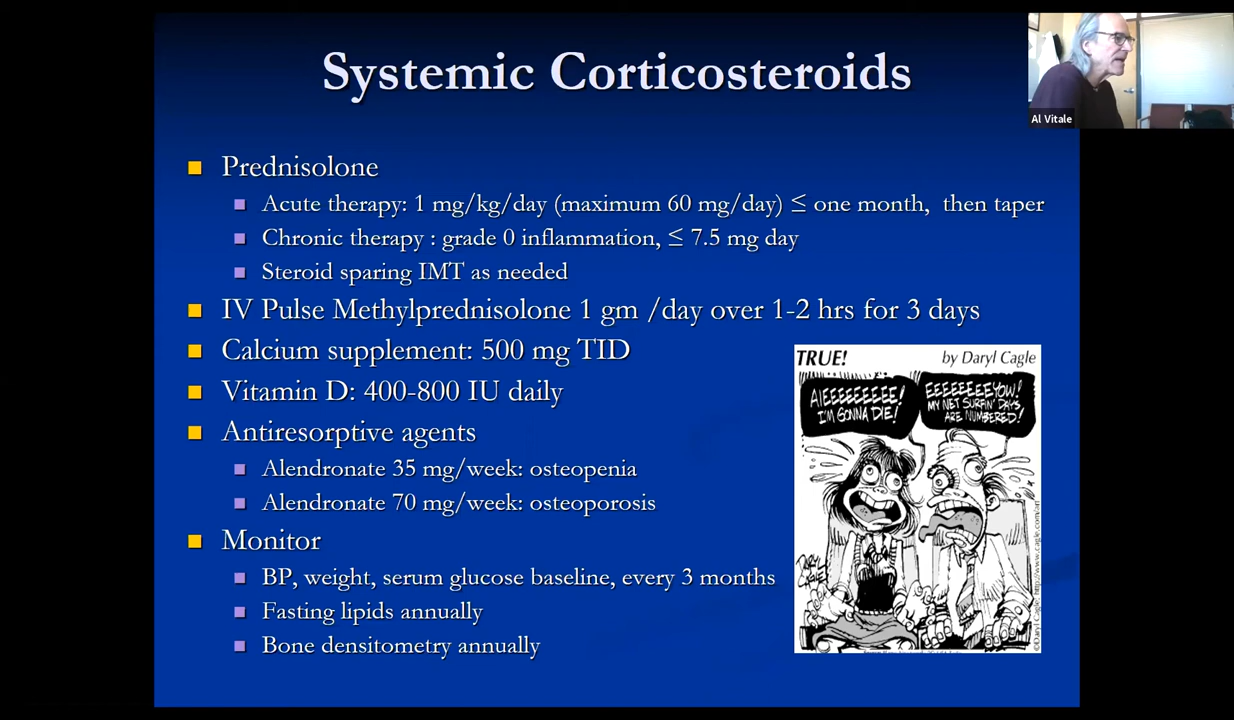 Systemic Corticosteroids
Al Vitale
Prednisolone
Acute therapy: 1 mg/kg/day (maximum 60 mg/day) ≤ one month, then taper
Chronic therapy : grade 0 inflammation, ≤ 7.5 mg day
Steroid sparing IMT as needed
IV Pulse Methylprednisolone 1 gm /day over 1-2 hrs for 3 days
Calcium supplement: 500 mg TID
Vitamin D: 400-800 IU daily
Antiresorptive agents
Alendronate 35 mg/week: osteopenia
Alendronate 70 mg/week: osteoporosis
Monitor
BP, weight, serum glucose baseline, every 3 months
Fasting lipids annually
Bone densitometry annually
TRUE! by Daryl Cagle
AIEEEEEEEEE!
I'M GONNA DIE!
EEEEEEEEYOW!
MY NET SURFIN' DAYS
ARE NUMBERED!
DARYL
CAGLE